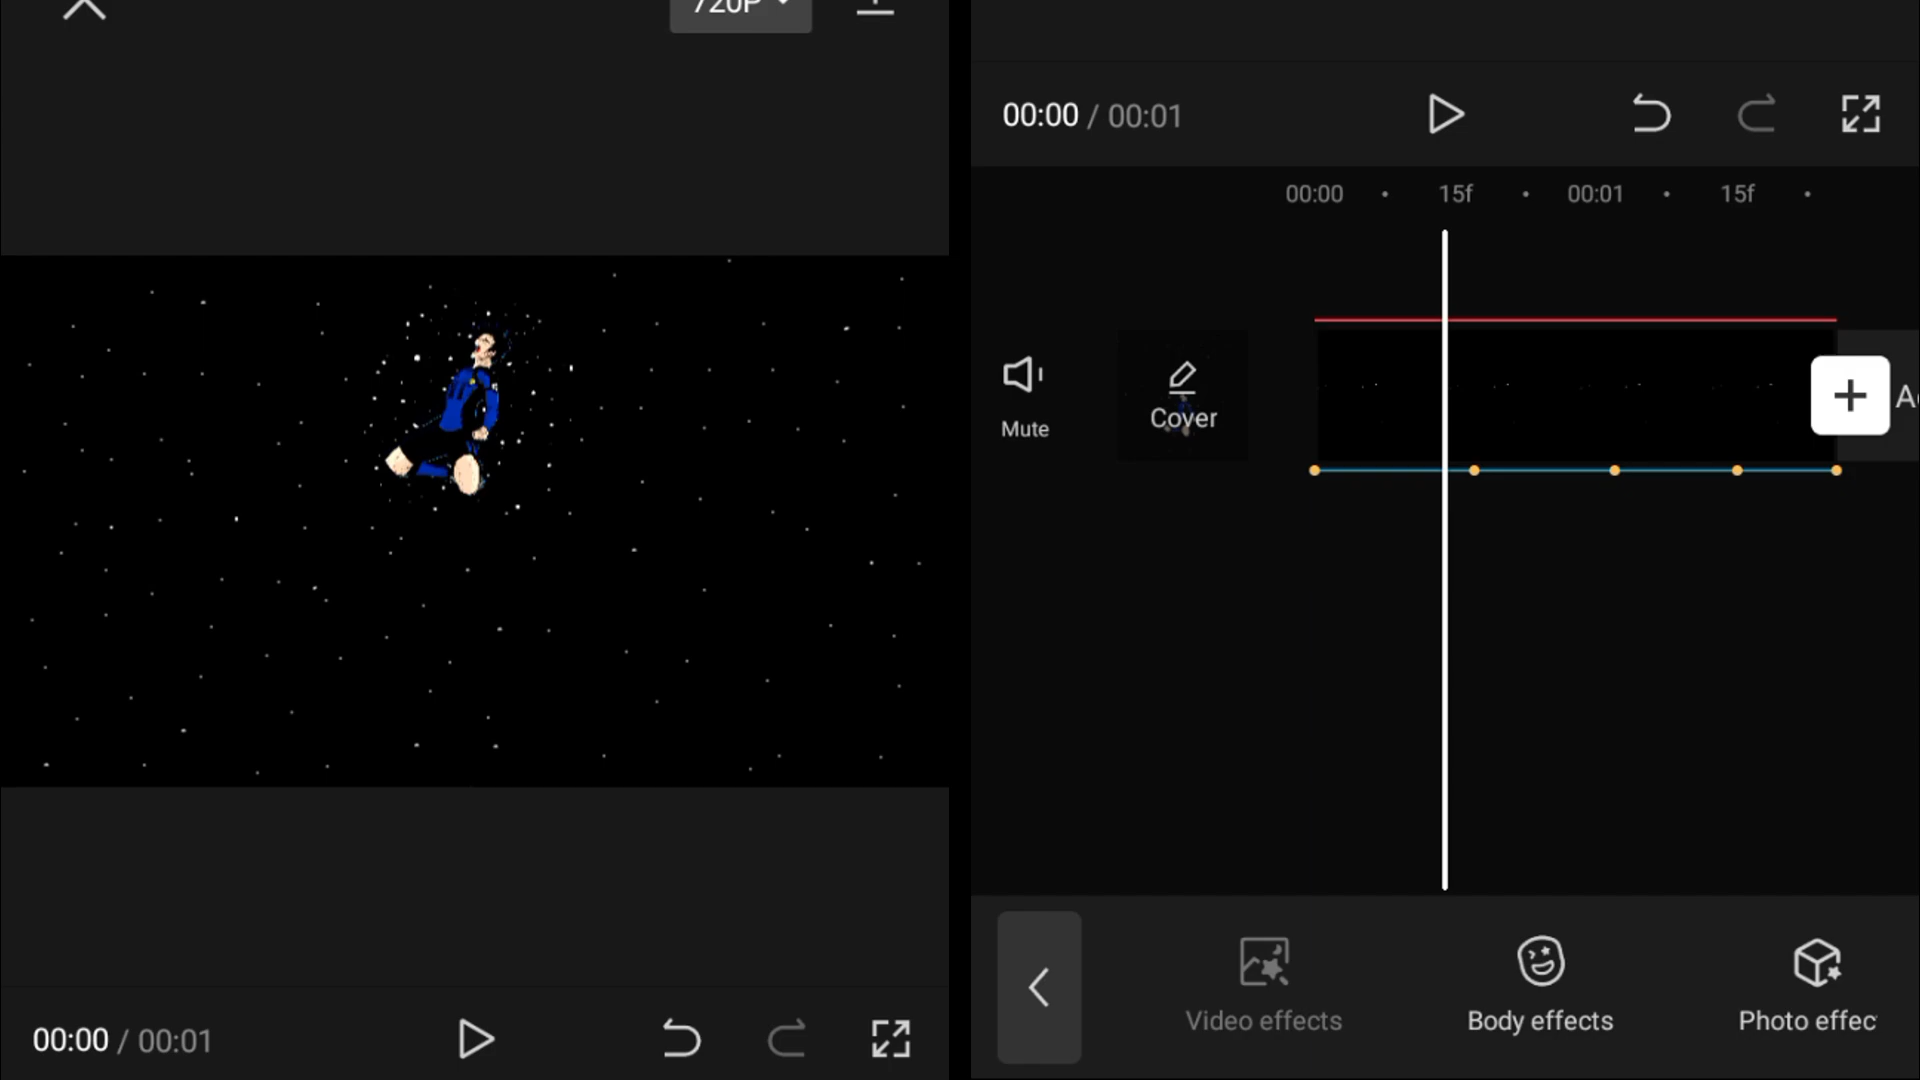 720P
00:00 / 00:01
00:00 / 00:01
00:00 15f 00:01 15f
Mute
Cover
Video effects
Body effects
Photo effec